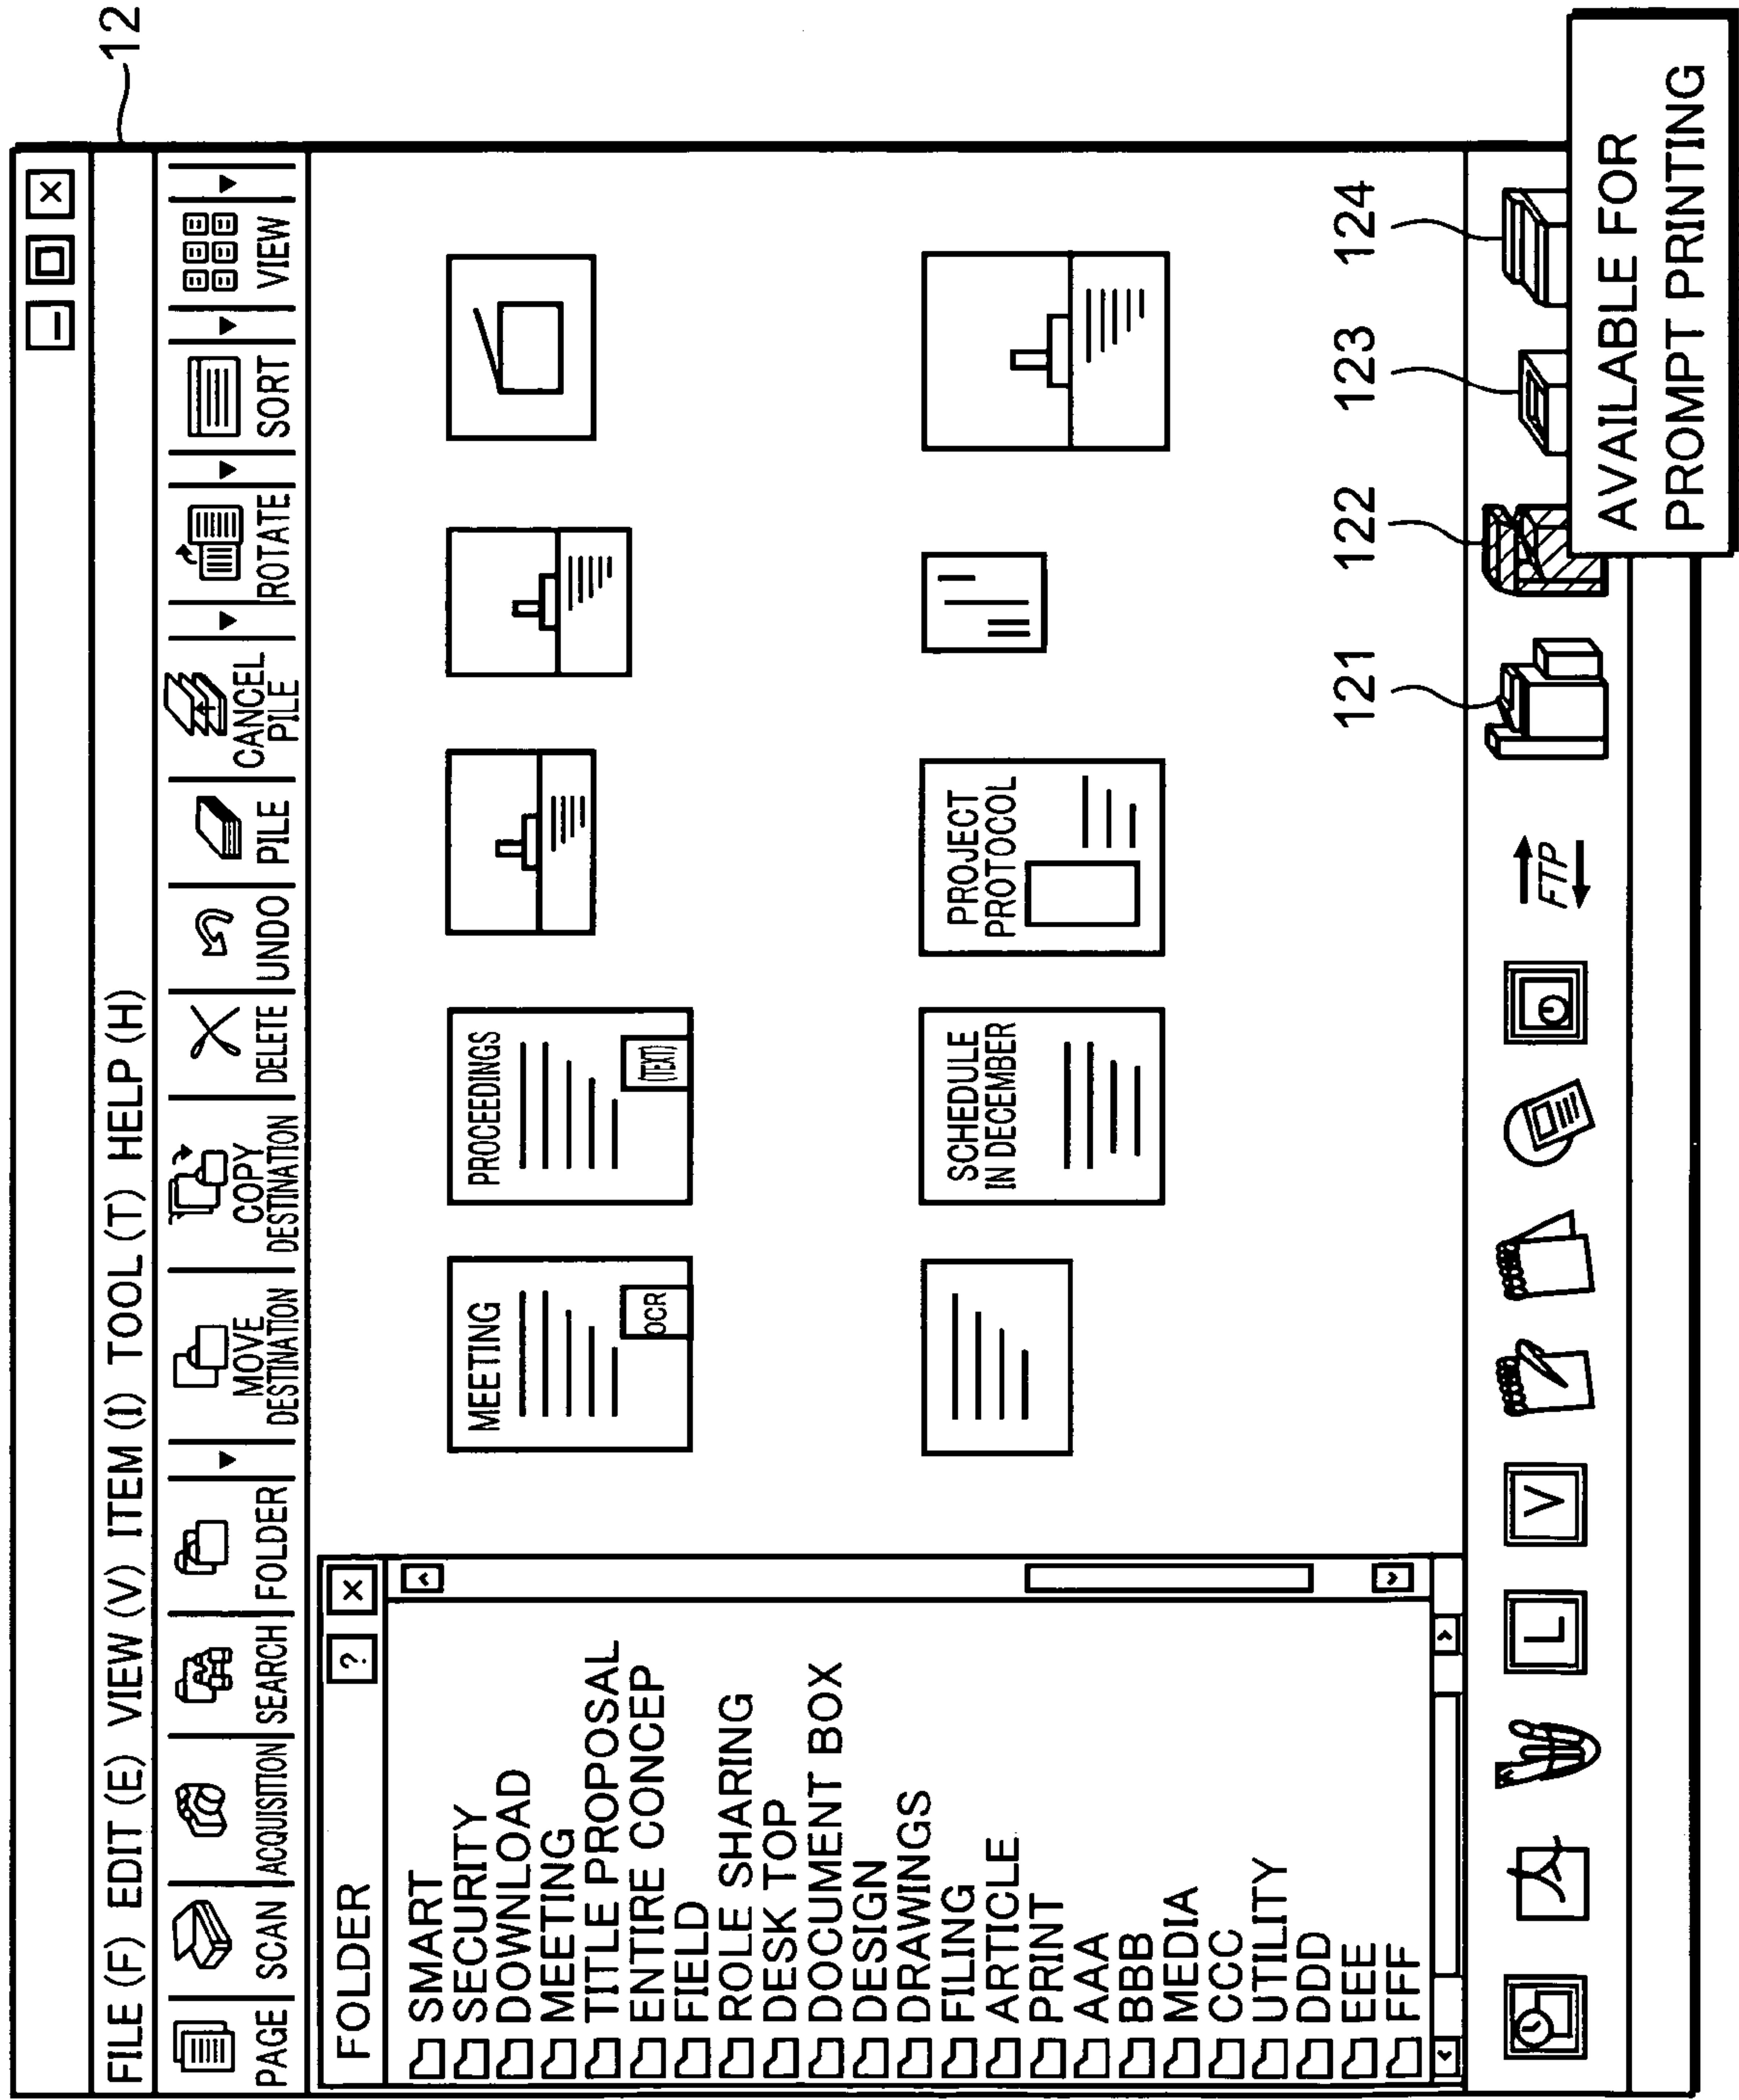 12
FILE (F) EDIT (E) VIEW (V) ITEM (I) TOOL (T) HELP (H)
PAGE SCAN ACQUISITION SEARCH FOLDER MOVE DESTINATION COPY DESTINATION DELETE UNDO PILE CANCEL PILE ROTATE SORT VIEW
FOLDER ? ×
SMART
SECURITY
DOWNLOAD
MEETING
TITLE PROPOSAL
ENTIRE CONCEP
FIELD
ROLE SHARING
DESK TOP
DOCUMENT BOX
DESIGN
DRAWINGS
FILING
ARTICLE
PRINT
AAA
BBB
MEDIA
CCC
UTILITY
DDD
EEE
FFF
MEETING
OCR
PROCEEDINGS
(TEXT)
SCHEDULE
IN DECEMBER
PROJECT
PROTOCOL
121 122 123 124
L V FTP
AVAILABLE FOR
PROMPT PRINTING